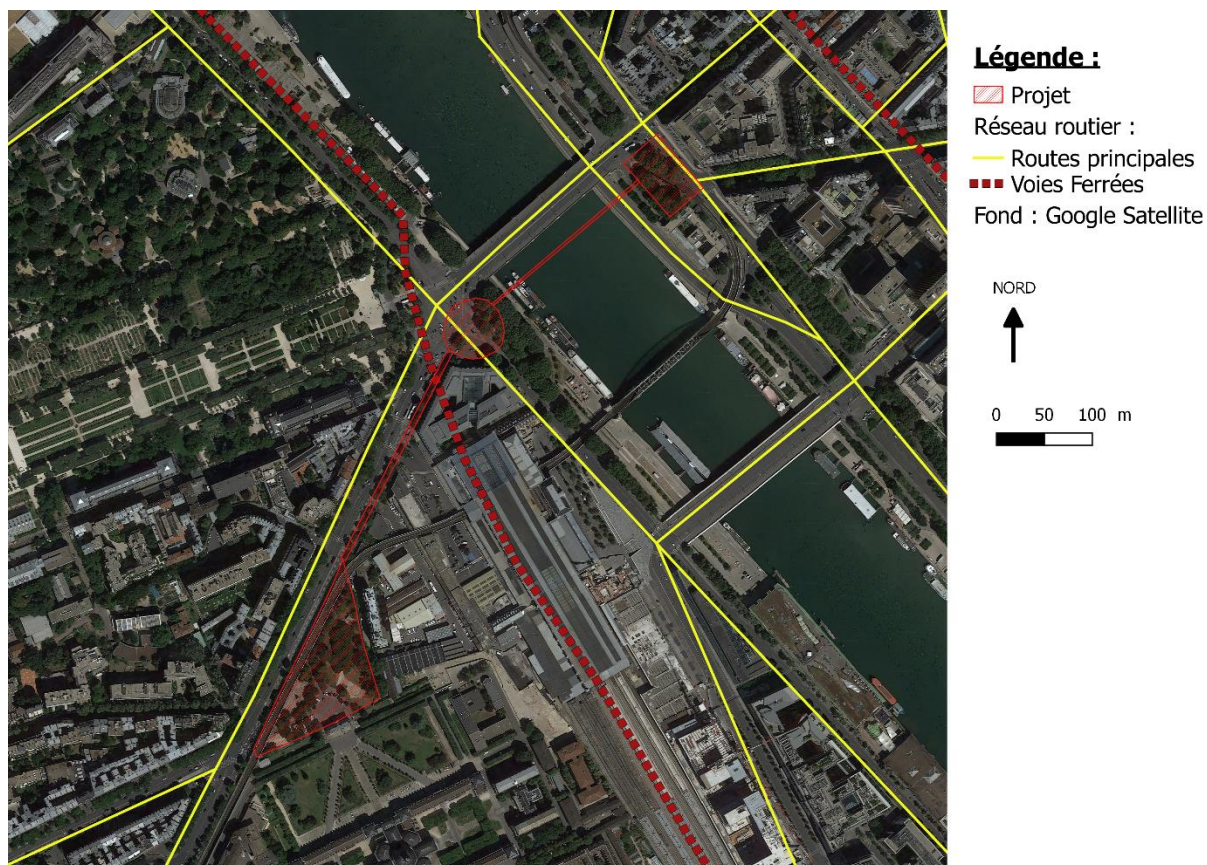 Légende :
Projet
Réseau routier :
Routes principales
Voies Ferrées
Fond : Google Satellite
NORD
0 50 100 m